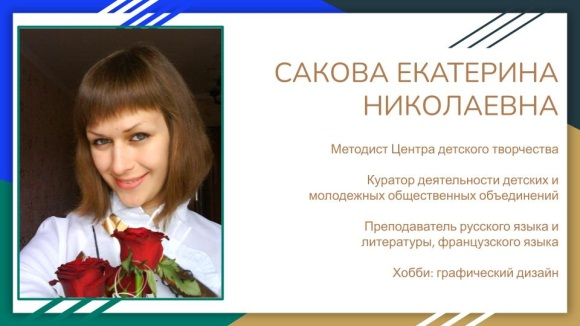 САКОВА ЕКАТЕРИНА
НИКОЛАЕВНА
Методист Центра детского творчества
Куратор деятельности детских и
молодежных общественных объединений
Преподаватель русского языка и
литературы, французского языка
Хобби: графический дизайн